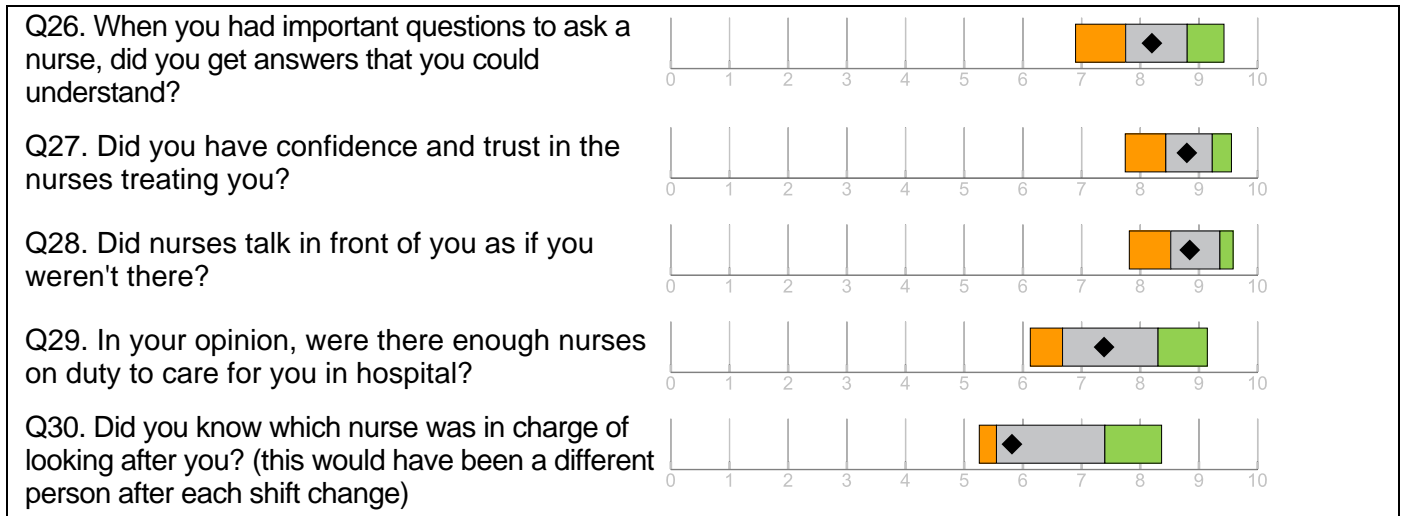 Q26. When you had important questions to ask a
nurse, did you get answers that you could
understand?
0 1 2 3 4 5 6 7 8 9 10
Q27. Did you have confidence and trust in the
nurses treating you?
0 1 2 3 4 5 6 7 8 9 10
Q28. Did nurses talk in front of you as if you
weren't there?
0 1 2 3 4 5 6 7 8 9 10
Q29. In your opinion, were there enough nurses
on duty to care for you in hospital?
0 1 2 3 4 5 6 7 8 9 10
Q30. Did you know which nurse was in charge of
looking after you? (this would have been a different
person after each shift change)
0 1 2 3 4 5 6 7 8 9 10